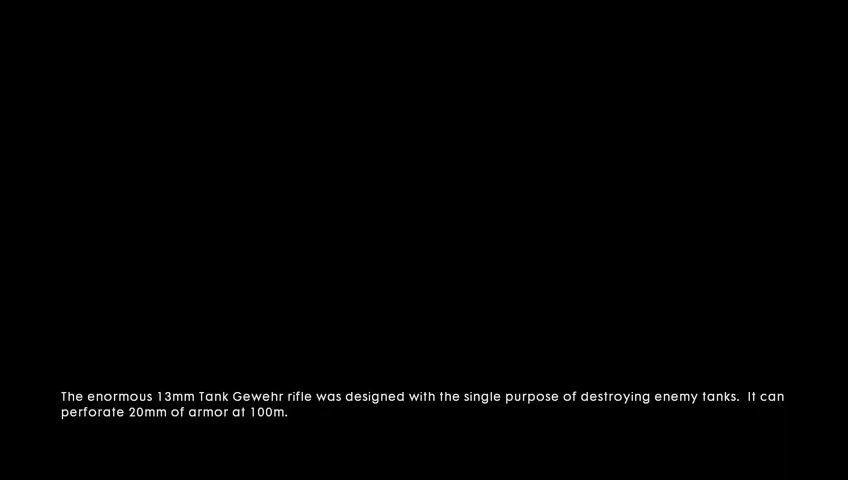 The enormous 13mm Tank Gewehr rifle was designed with the single purpose of destroying enemy tanks.  It can
perforate 20mm of armor at 100m.